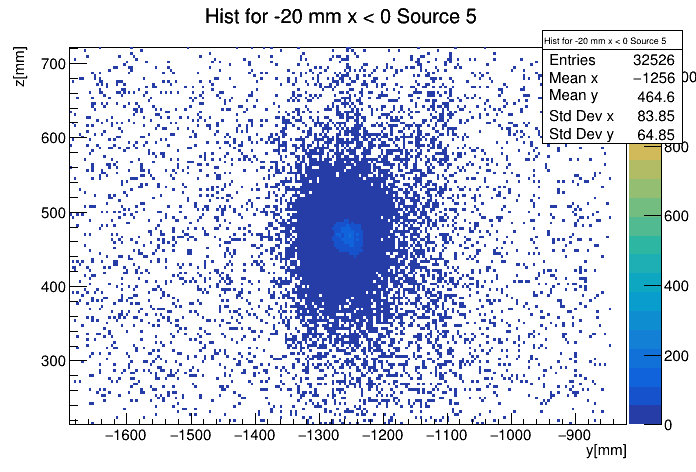 Hist for -20 mm x < 0 Source 5
z[mm]
Hist for -20 mm x < 0 Source 5
Entries 32526
Mean x −1256
Mean y 464.6
Std Dev x 83.85
Std Dev y 64.85
700
600
500
400
300
−1600 −1500 −1400 −1300 −1200 −1100 −1000 −900
y[mm]
800
600
400
200
0